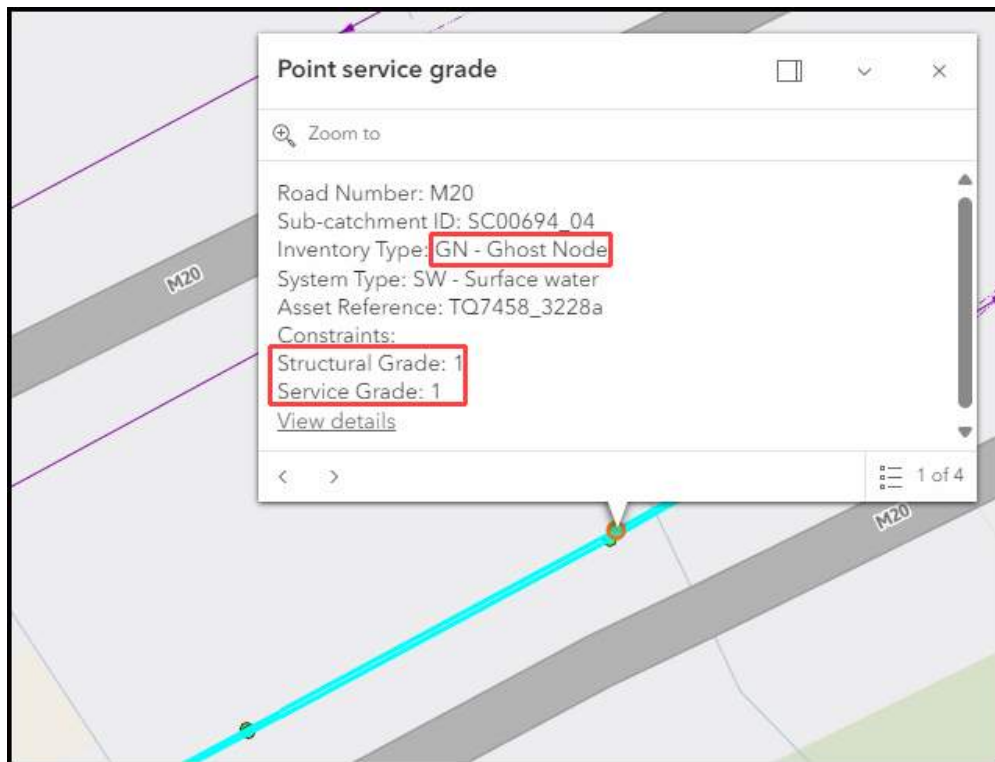 Point service grade
Zoom to
Road Number: M20
Sub-catchment ID: SC00694_04
Inventory Type: GN - Ghost Node
System Type: SW - Surface water
Asset Reference: TQ7458_3228a
Constraints:
Structural Grade: 1
Service Grade: 1
View details
1 of 4
M20
M20